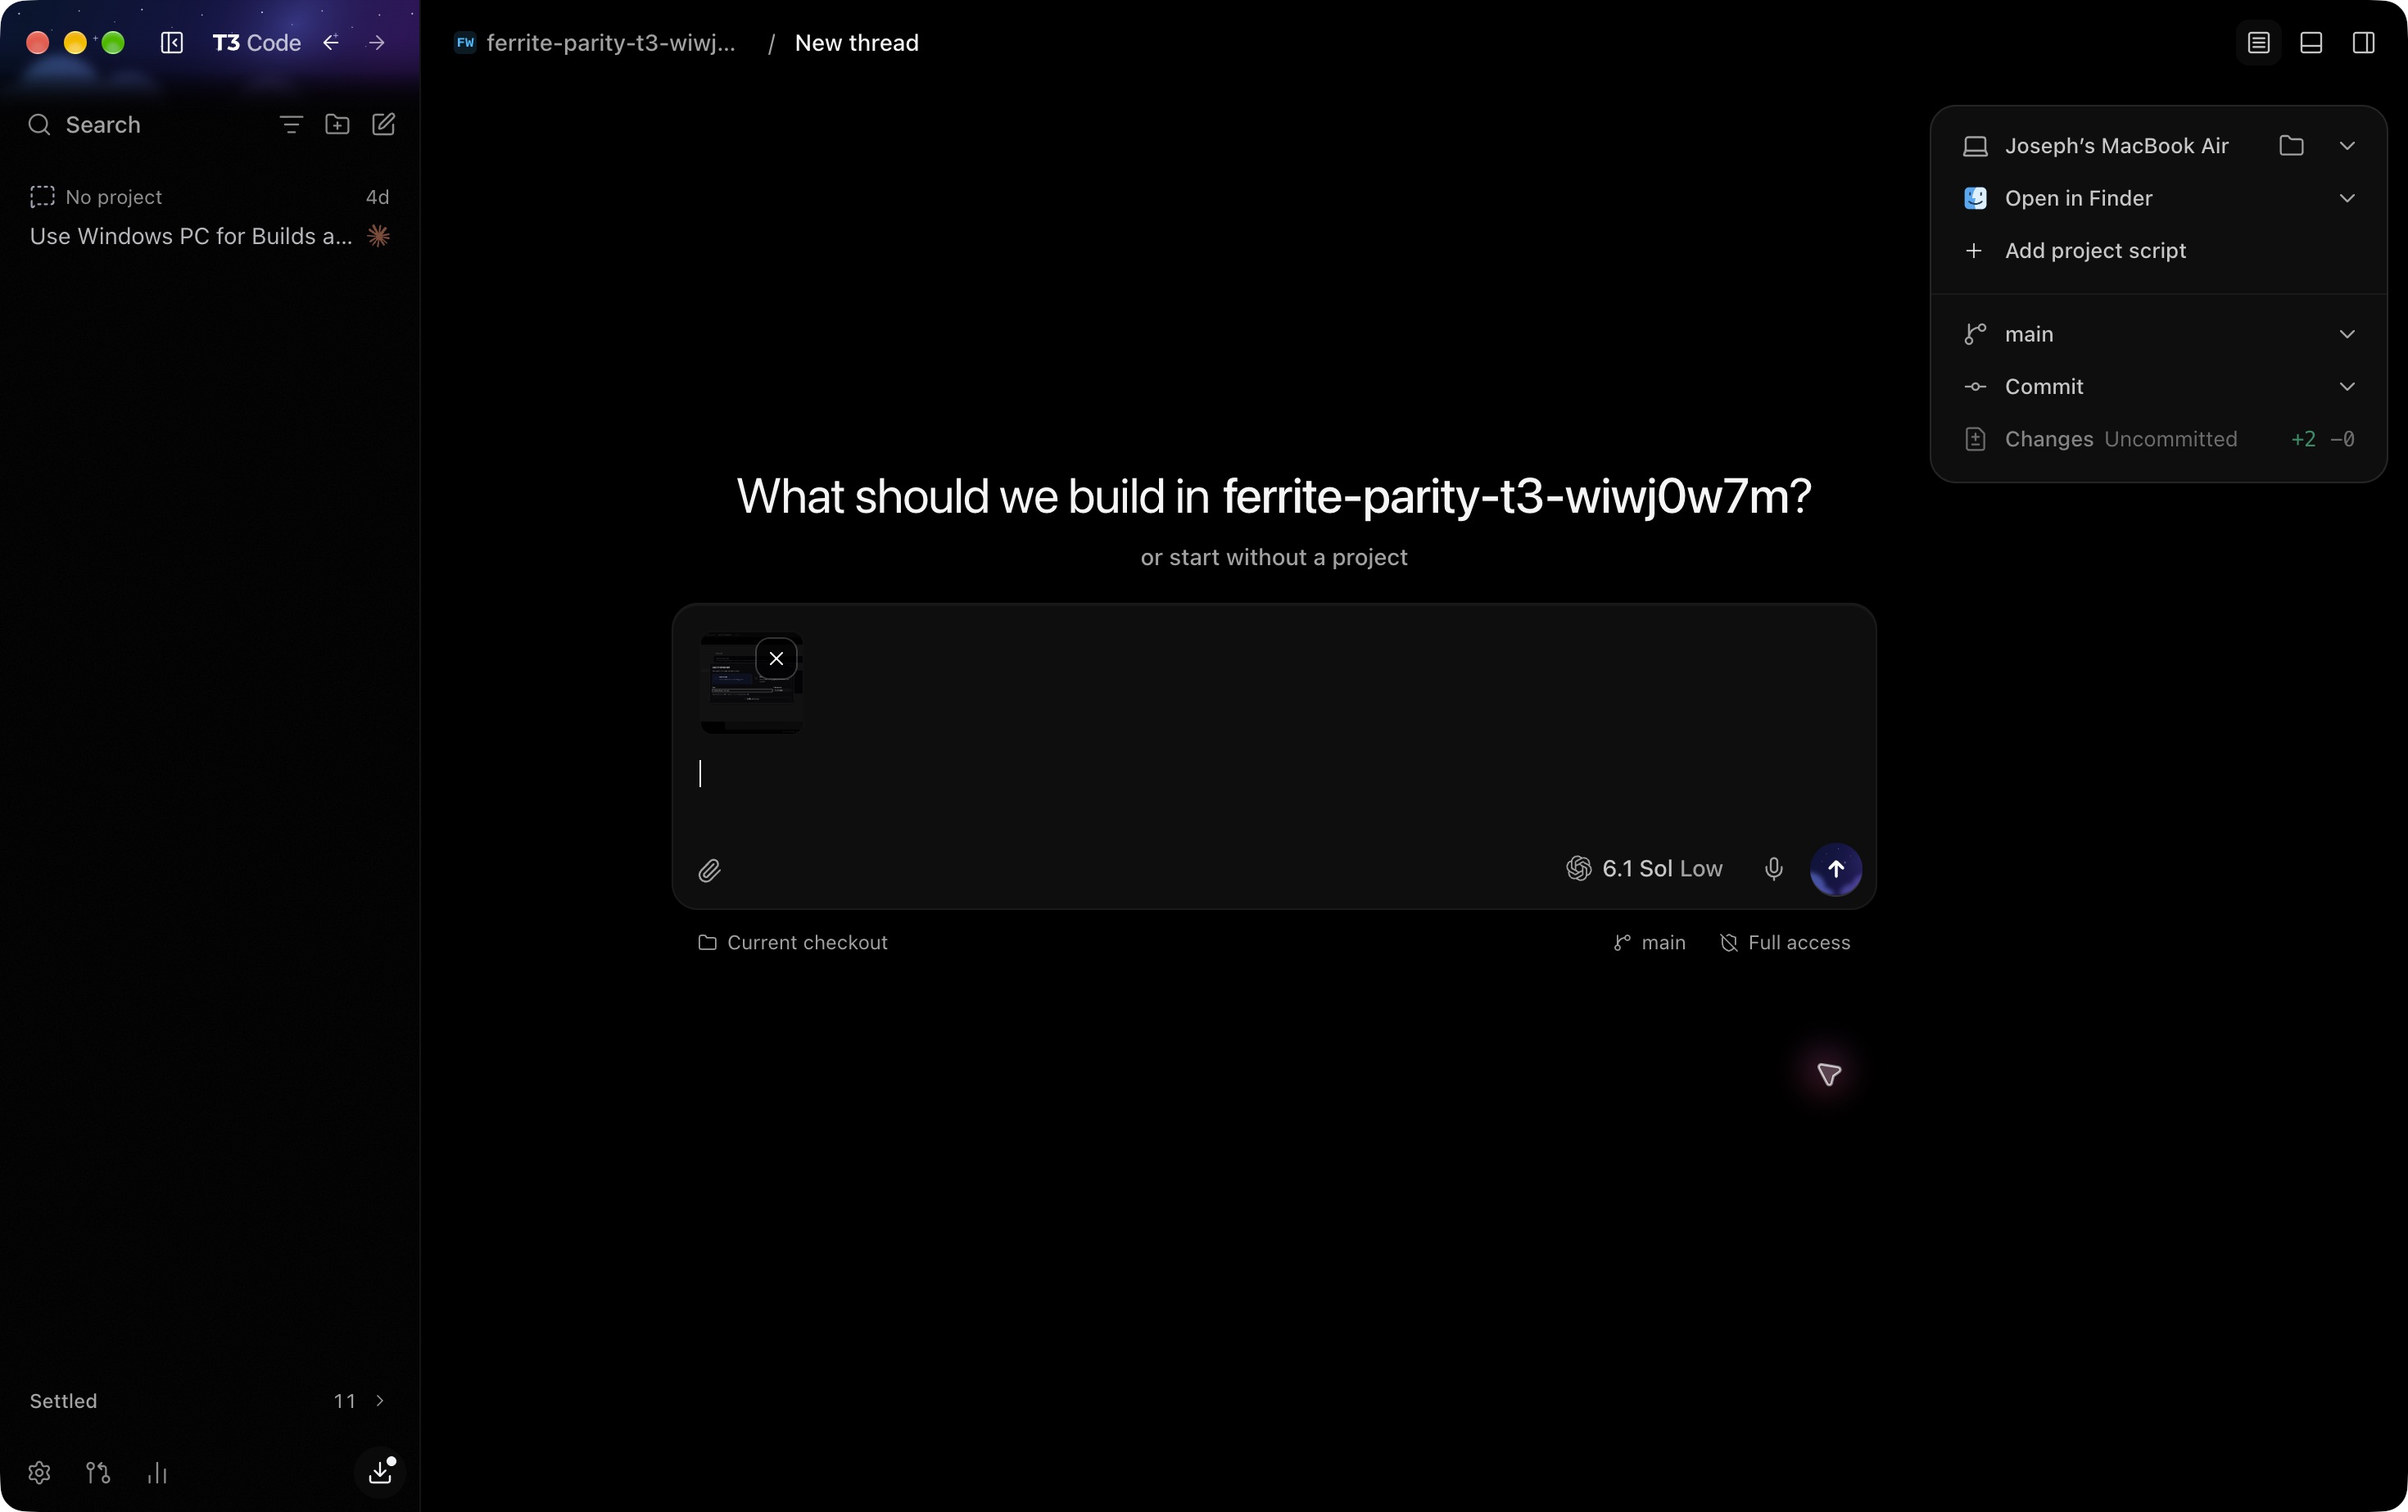 T3 Code
ferrite-parity-t3-wiwj... / New thread
FW
Search
No project 4d
Use Windows PC for Builds a...
Joseph’s MacBook Air
Open in Finder
Add project script
main
Commit
Changes Uncommitted +2 −0
What should we build in ferrite-parity-t3-wiwj0w7m?
or start without a project
6.1 Sol Low
Current checkout
main
Full access
Settled 11